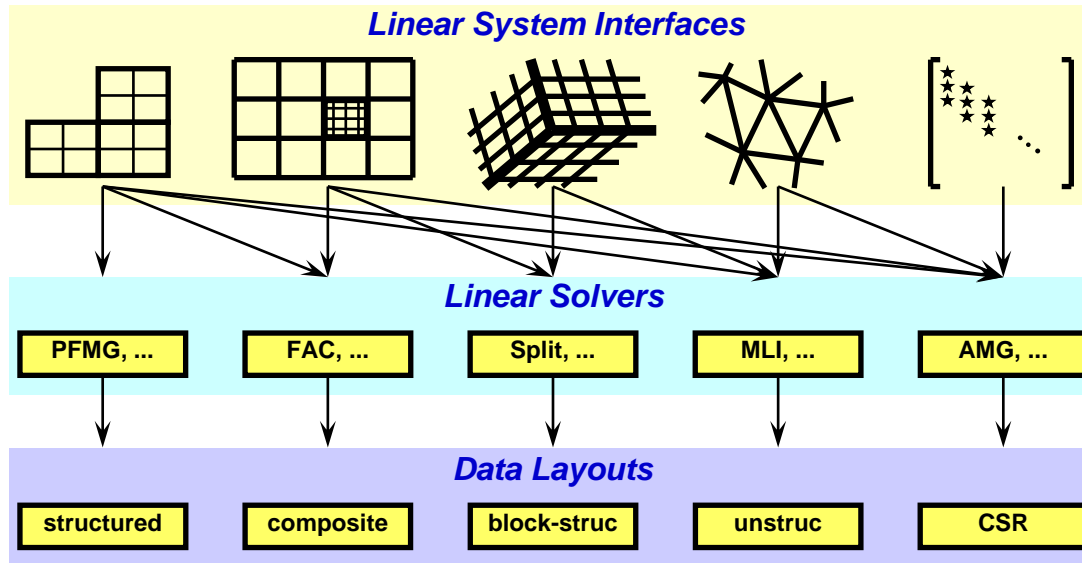 Linear System Interfaces
Linear Solvers
PFMG, ...
FAC, ...
Split, ...
MLI, ...
AMG, ...
Data Layouts
structured
composite
block-struc
unstruc
CSR